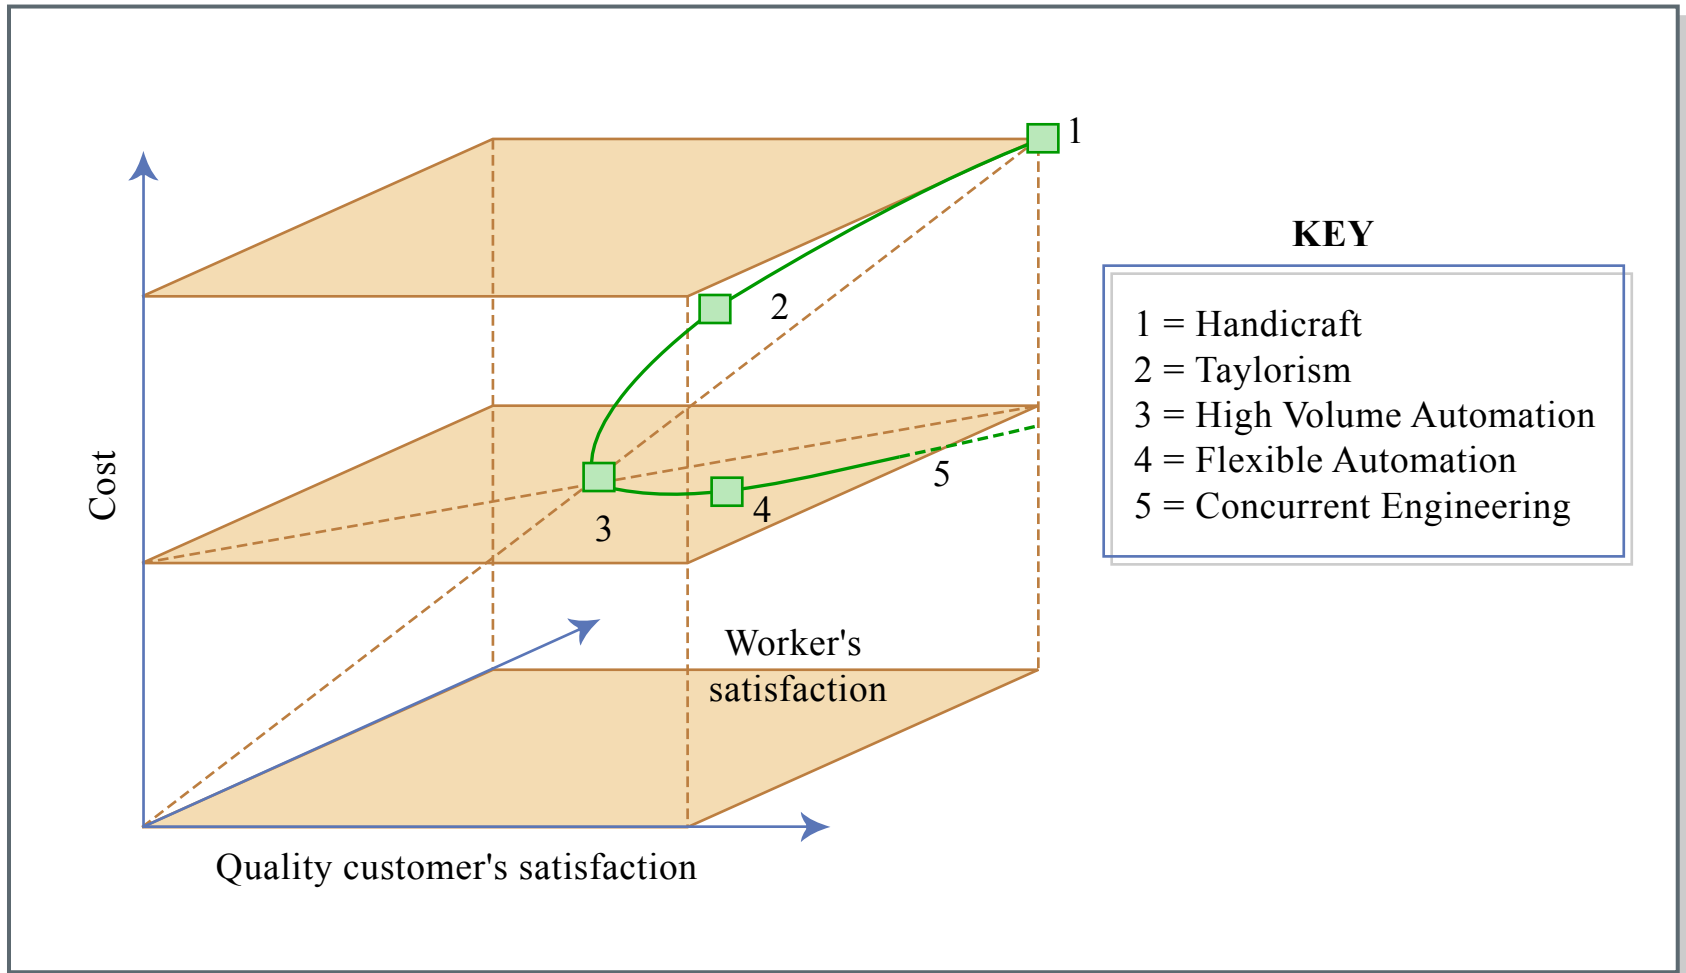 1
2
3
4
5
Cost
Worker's
satisfaction
Quality customer's satisfaction
KEY
1 = Handicraft
2 = Taylorism
3 = High Volume Automation
4 = Flexible Automation
5 = Concurrent Engineering